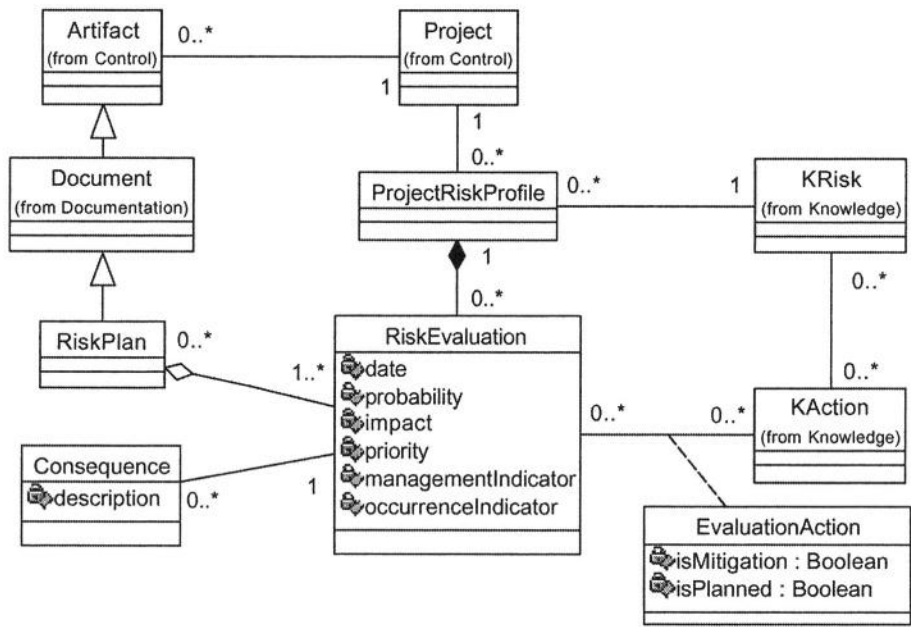 Artifact
(from Control)
0..*
1
Project
(from Control)
1
0..*
Document
(from Documentation)
ProjectRiskProfile
0..*
1
KRisk
(from Knowledge)
1
0..*
0..*
0..*
RiskPlan
0..*
1..*
RiskEvaluation
date
probability
impact
priority
managementIndicator
occurrenceIndicator
0..*
0..*
KAction
(from Knowledge)
Consequence
description
0..*
1
EvaluationAction
isMitigation : Boolean
isPlanned : Boolean